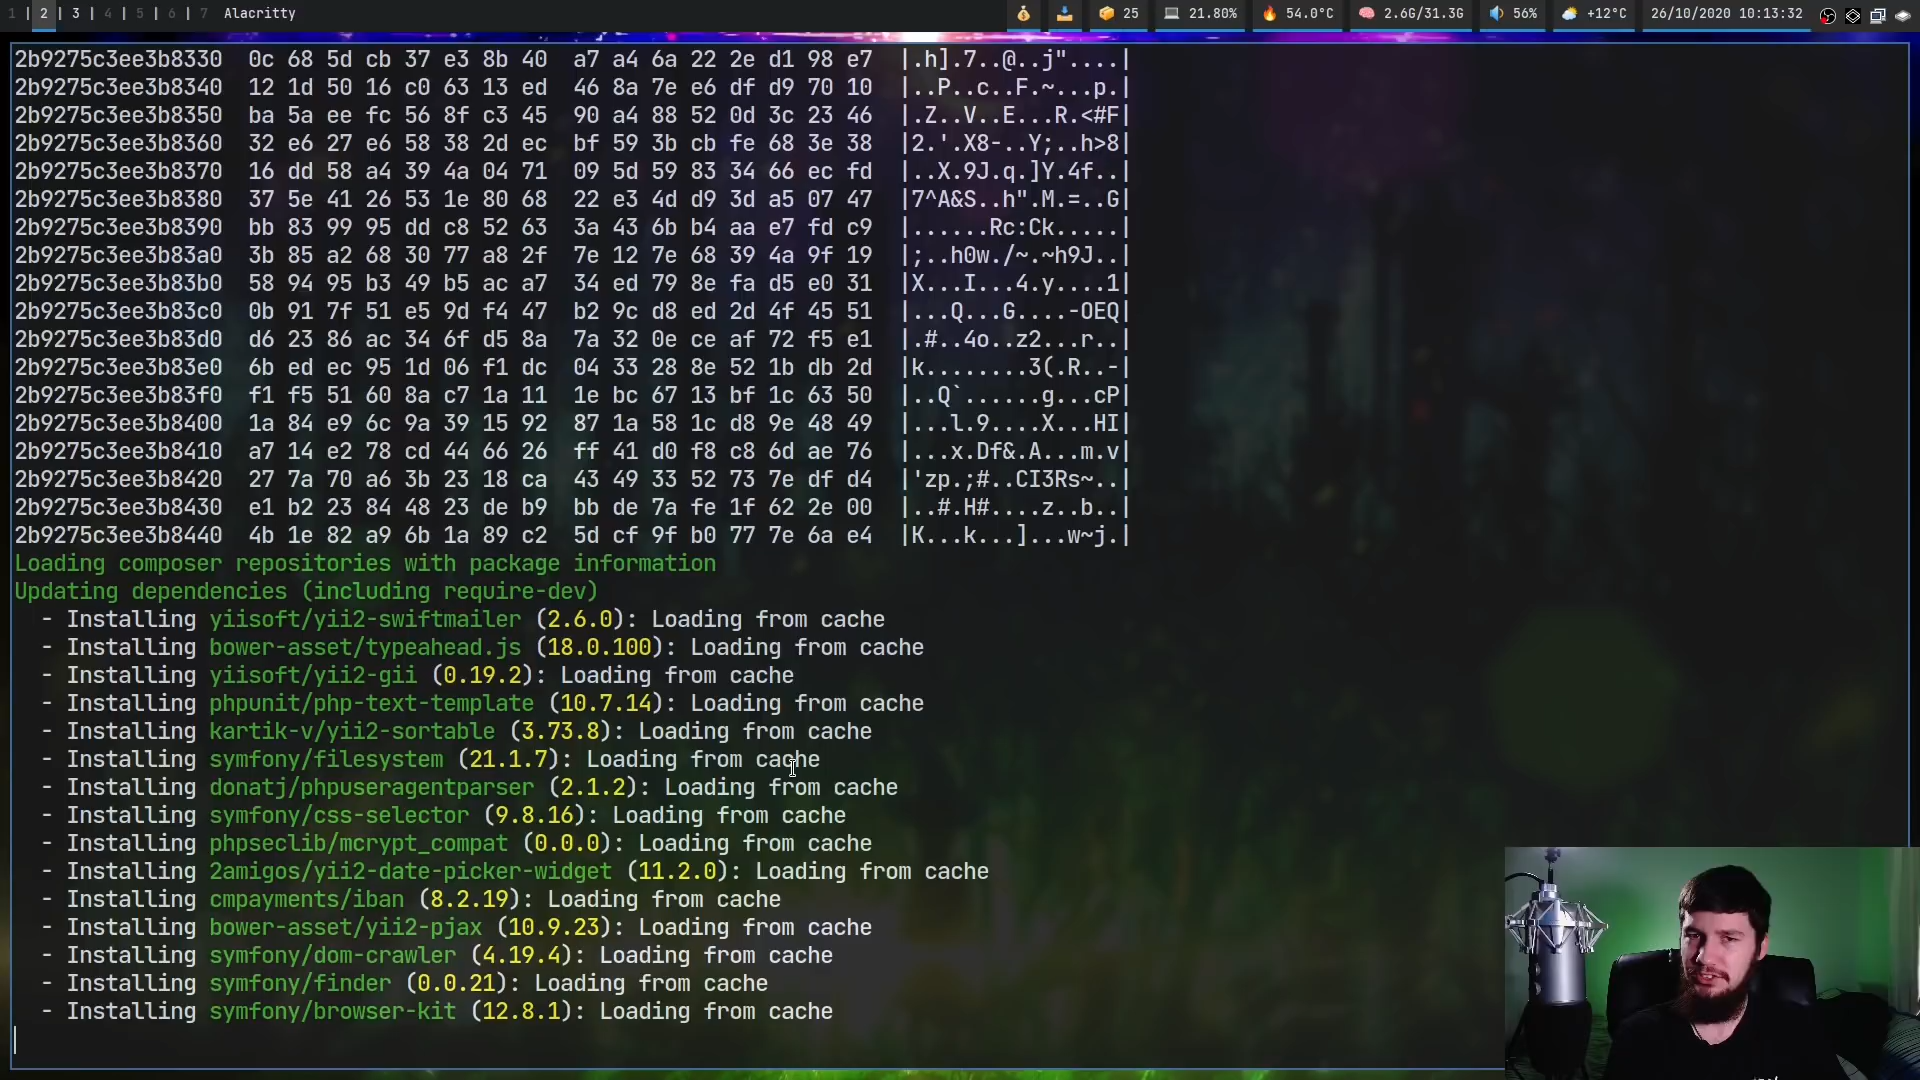 1 | 2 | 3 | 4 | 5 | 6 | 7 Alacritty 25 21.80% 54.0°C 2.6G/31.3G 56% +12°C 26/10/2020 10:13:32
2b9275c3ee3b8330 0c 68 5d cb 37 e3 8b 40 a7 a4 6a 22 2e d1 98 e7 |.h].7..@..j"....|
2b9275c3ee3b8340 12 1d 50 16 c0 63 13 ed 46 8a 7e e6 df d9 70 10 |..P..c..F.~...p.|
2b9275c3ee3b8350 ba 5a ee fc 56 8f c3 45 90 a4 88 52 0d 3c 23 46 |.Z..V..E...R.<#F|
2b9275c3ee3b8360 32 e6 27 e6 58 38 2d ec bf 59 3b cb fe 68 3e 38 |2.'.X8-..Y;..h>8|
2b9275c3ee3b8370 16 dd 58 a4 39 4a 04 71 09 5d 59 83 34 66 ec fd |..X.9J.q.]Y.4f..|
2b9275c3ee3b8380 37 5e 41 26 53 1e 80 68 22 e3 4d d9 3d a5 07 47 |7^A&S..h".M.=..G|
2b9275c3ee3b8390 bb 83 99 95 dd c8 52 63 3a 43 6b b4 aa e7 fd c9 |......Rc:Ck.....|
2b9275c3ee3b83a0 3b 85 a2 68 30 77 a8 2f 7e 12 7e 68 39 4a 9f 19 |;..h0w./~.~h9J..|
2b9275c3ee3b83b0 58 94 95 b3 49 b5 ac a7 34 ed 79 8e fa d5 e0 31 |X...I...4.y....1|
2b9275c3ee3b83c0 0b 91 7f 51 e5 9d f4 47 b2 9c d8 ed 2d 4f 45 51 |...Q...G....-OEQ|
2b9275c3ee3b83d0 d6 23 86 ac 34 6f d5 8a 7a 32 0e ce af 72 f5 e1 |.#..4o..z2...r..|
2b9275c3ee3b83e0 6b ed ec 95 1d 06 f1 dc 04 33 28 8e 52 1b db 2d |k........3(.R..-|
2b9275c3ee3b83f0 f1 f5 51 60 8a c7 1a 11 1e bc 67 13 bf 1c 63 50 |..Q`......g...cP|
2b9275c3ee3b8400 1a 84 e9 6c 9a 39 15 92 87 1a 58 1c d8 9e 48 49 |...l.9....X...HI|
2b9275c3ee3b8410 a7 14 e2 78 cd 44 66 26 ff 41 d0 f8 c8 6d ae 76 |...x.Df&.A...m.v|
2b9275c3ee3b8420 27 7a 70 a6 3b 23 18 ca 43 49 33 52 73 7e df d4 |'zp.;#..CI3Rs~..|
2b9275c3ee3b8430 e1 b2 23 84 48 23 de b9 bb de 7a fe 1f 62 2e 00 |..#.H#....z..b..|
2b9275c3ee3b8440 4b 1e 82 a9 6b 1a 89 c2 5d cf 9f b0 77 7e 6a e4 |K...k...]...w~j.|
Loading composer repositories with package information
Updating dependencies (including require-dev)
- Installing yiisoft/yii2-swiftmailer (2.6.0): Loading from cache
- Installing bower-asset/typeahead.js (18.0.100): Loading from cache
- Installing yiisoft/yii2-gii (0.19.2): Loading from cache
- Installing phpunit/php-text-template (10.7.14): Loading from cache
- Installing kartik-v/yii2-sortable (3.73.8): Loading from cache
- Installing symfony/filesystem (21.1.7): Loading from cache
- Installing donatj/phpuseragentparser (2.1.2): Loading from cache
- Installing symfony/css-selector (9.8.16): Loading from cache
- Installing phpseclib/mcrypt_compat (0.0.0): Loading from cache
- Installing 2amigos/yii2-date-picker-widget (11.2.0): Loading from cache
- Installing cmpayments/iban (8.2.19): Loading from cache
- Installing bower-asset/yii2-pjax (10.9.23): Loading from cache
- Installing symfony/dom-crawler (4.19.4): Loading from cache
- Installing symfony/finder (0.0.21): Loading from cache
- Installing symfony/browser-kit (12.8.1): Loading from cache